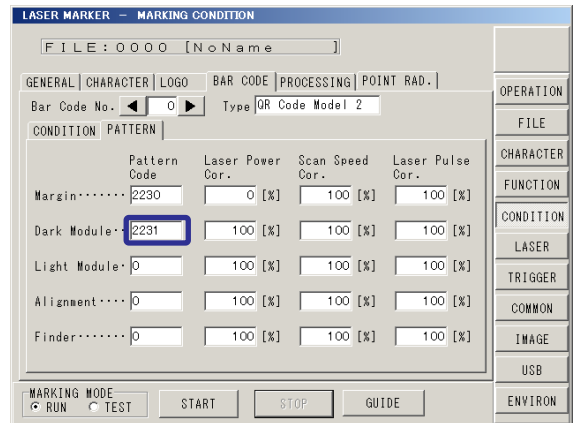 LASER MARKER － MARKING CONDITION
FILE:0000 [NoName ]
GENERAL CHARACTER LOGO BAR CODE PROCESSING POINT RAD.
Bar Code No. 0 Type QR Code Model 2
CONDITION PATTERN
Pattern Code Laser Power Cor. Scan Speed Cor. Laser Pulse Cor.
Margin······· 2230 0 [%] 100 [%] 100 [%]
Dark Module·· 2231 100 [%] 100 [%] 100 [%]
Light Module· 0 100 [%] 100 [%] 100 [%]
Alignment···· 0 100 [%] 100 [%] 100 [%]
Finder······· 0 100 [%] 100 [%] 100 [%]
MARKING MODE
RUN TEST START STOP GUIDE
OPERATION
FILE
CHARACTER
FUNCTION
CONDITION
LASER
TRIGGER
COMMON
IMAGE
USB
ENVIRON